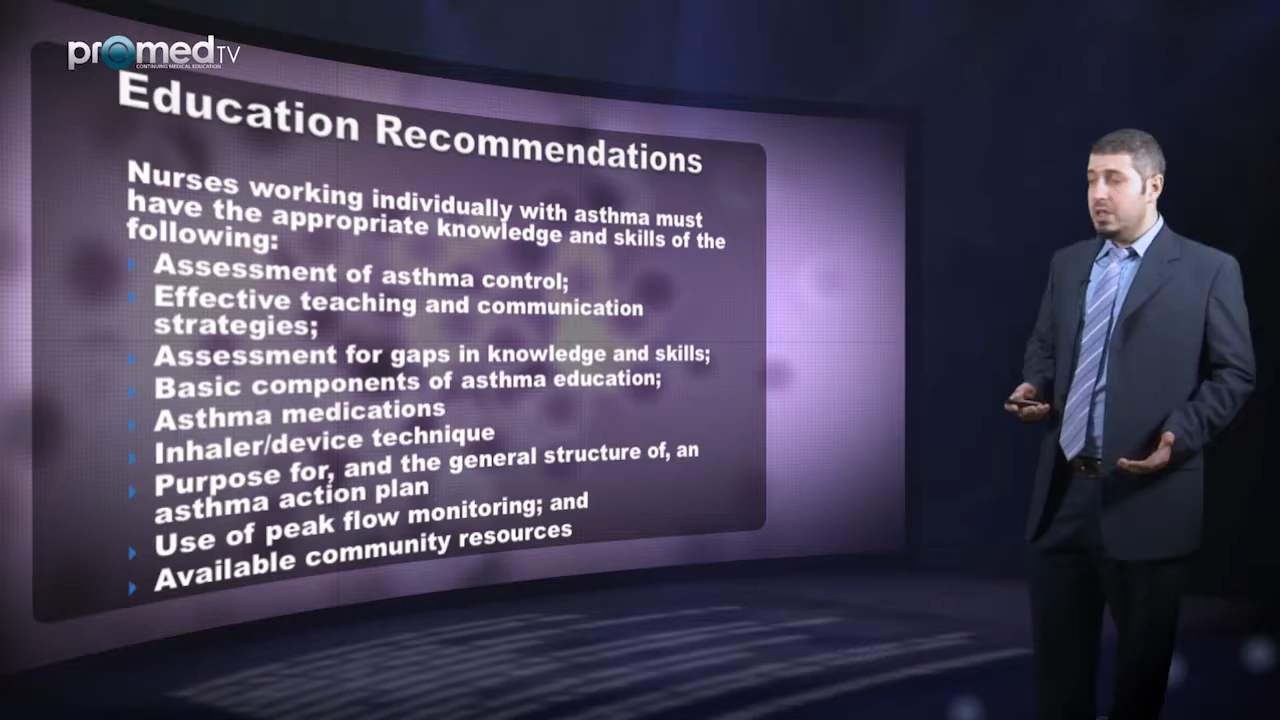 promed TV
CONTINUING MEDICAL EDUCATION
Education Recommendations
Nurses working individually with asthma must
have the appropriate knowledge and skills of the
following:
Assessment of asthma control;
Effective teaching and communication
strategies;
Assessment for gaps in knowledge and skills;
Basic components of asthma education;
Asthma medications
Inhaler/device technique
Purpose for, and the general structure of, an
asthma action plan
Use of peak flow monitoring; and
Available community resources